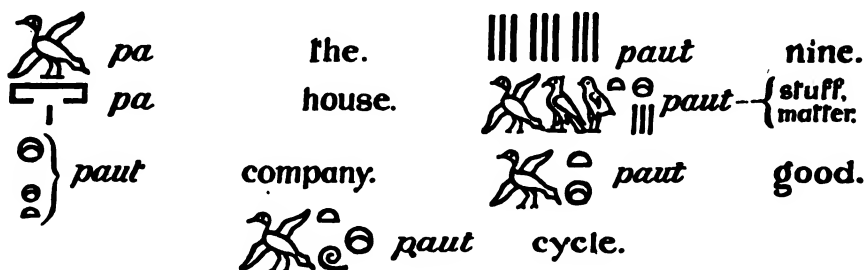 pa the.
pa house.
paut company.
paut nine.
paut stuff, matter.
paut good.
paut cycle.